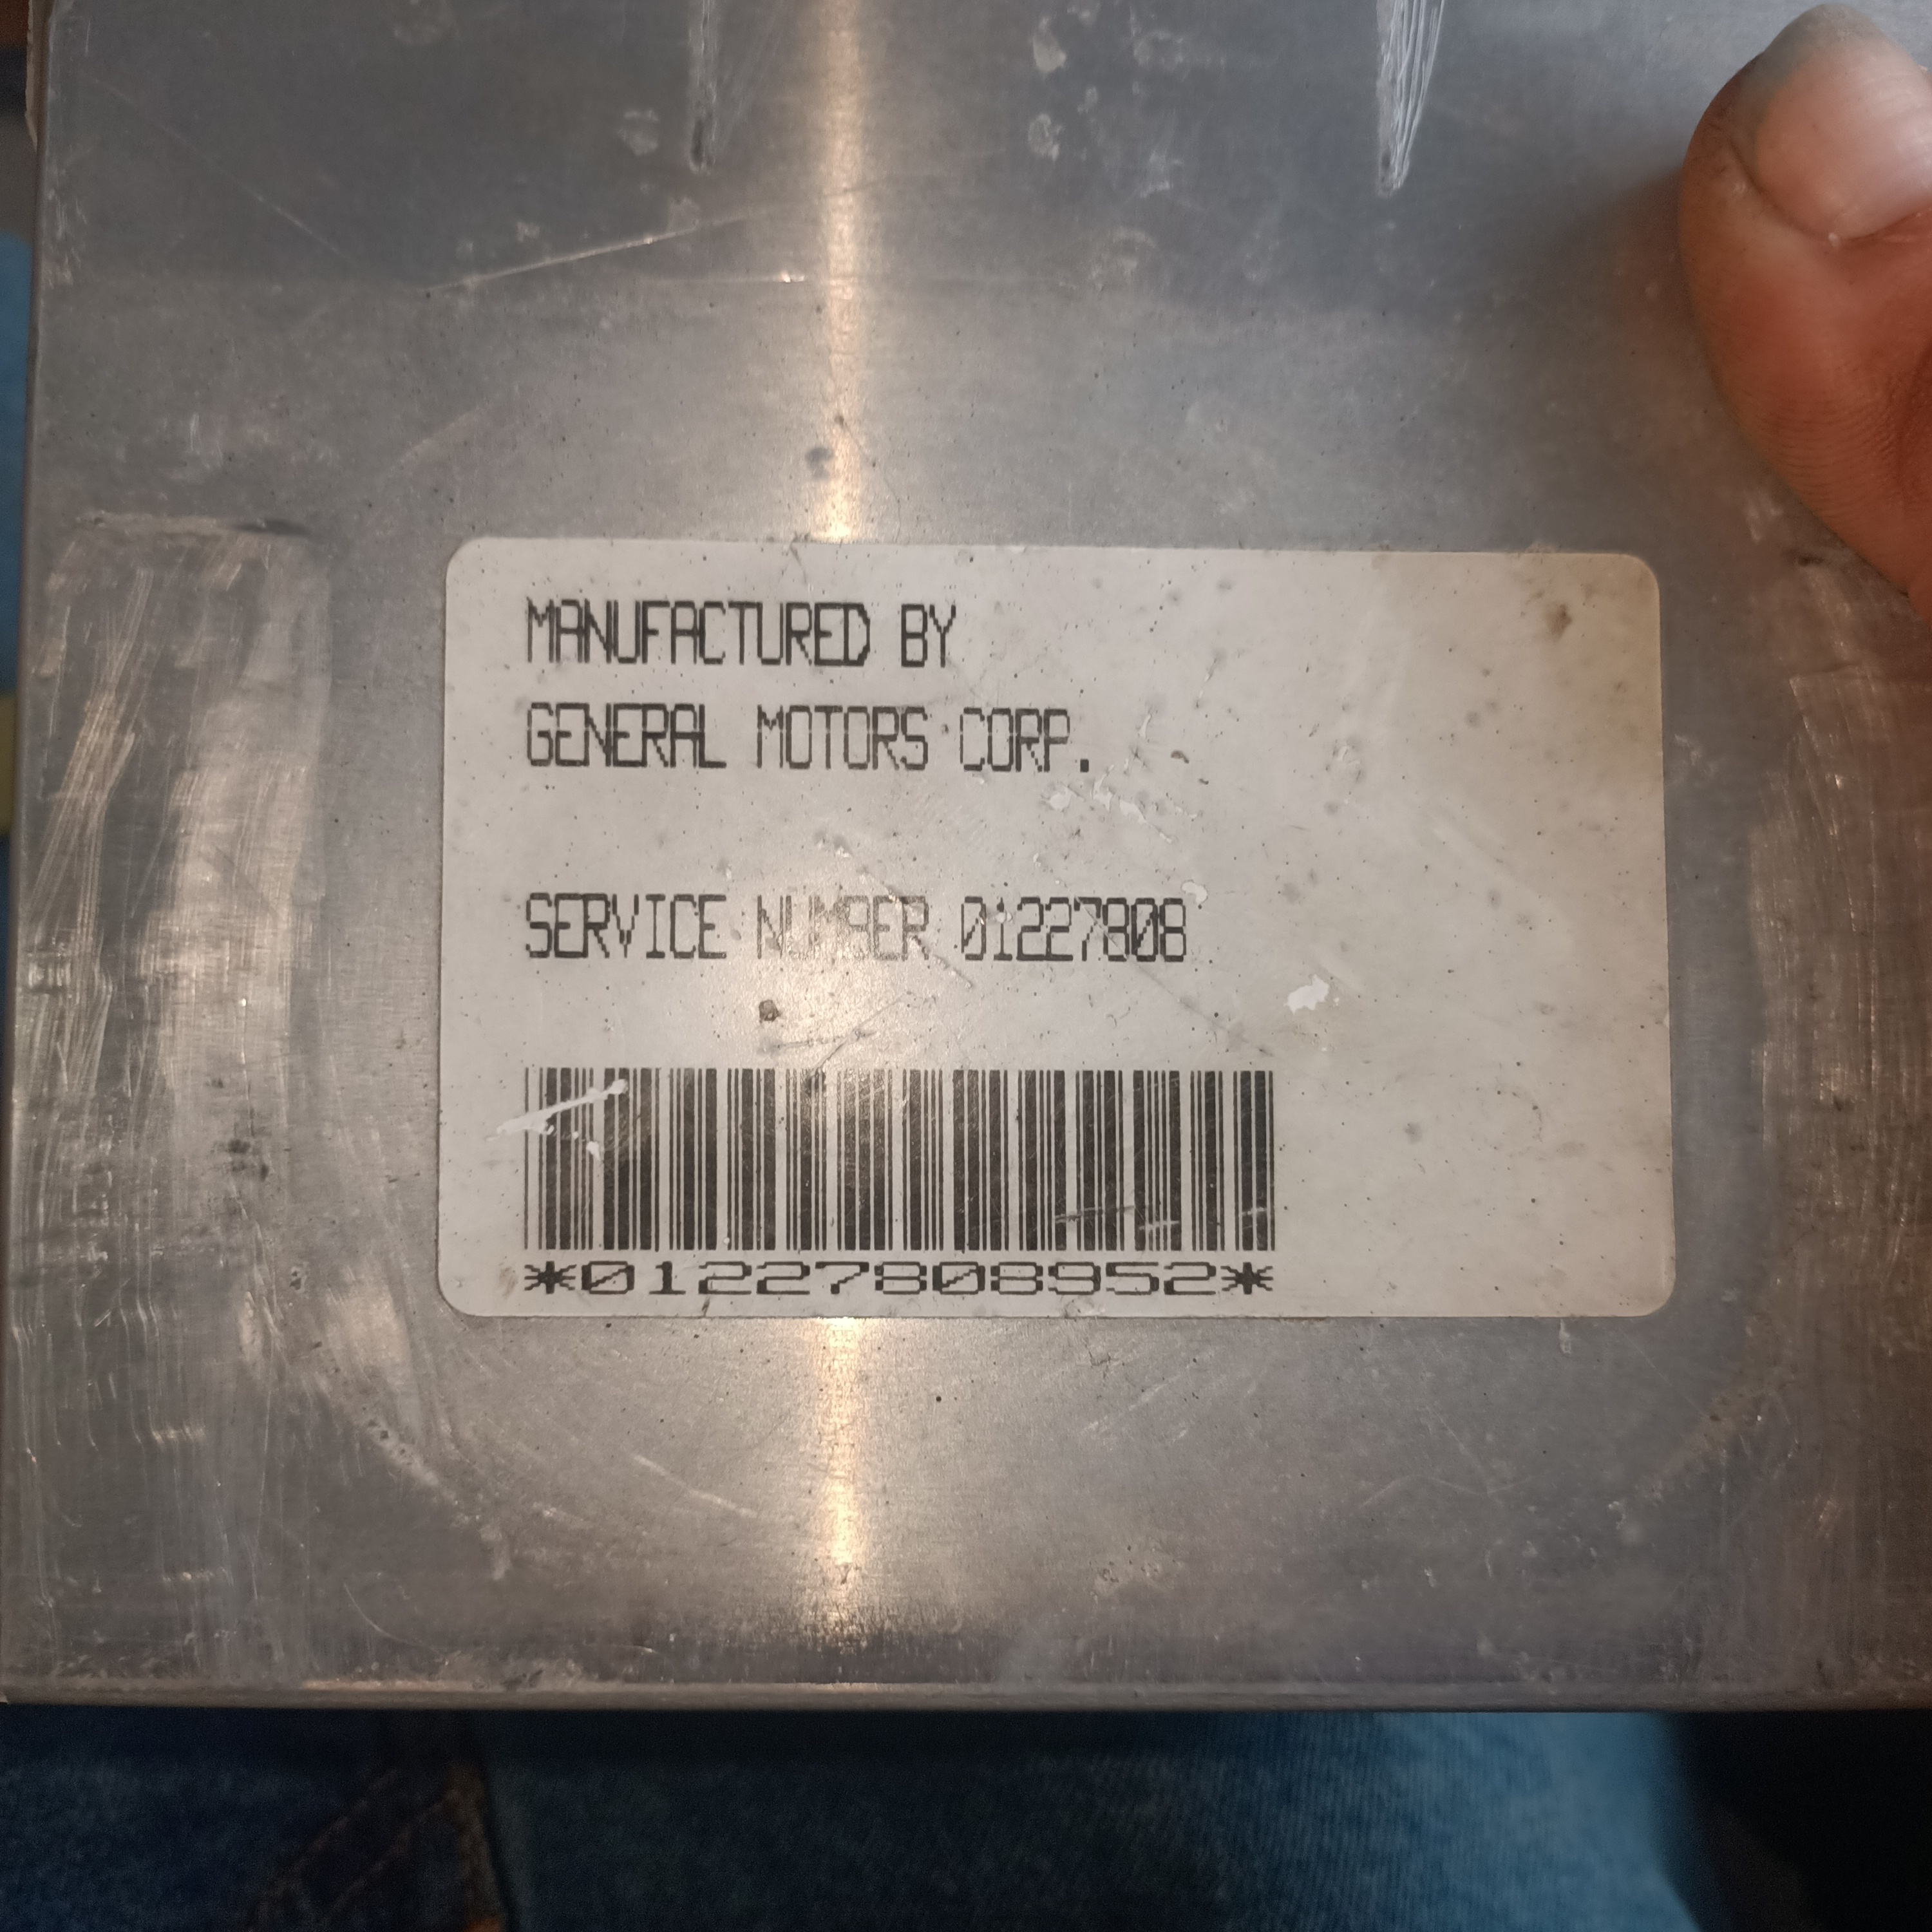 MANUFACTURED BY
GENERAL MOTORS CORP.
SERVICE NUMBER 01227808
*01227808952*